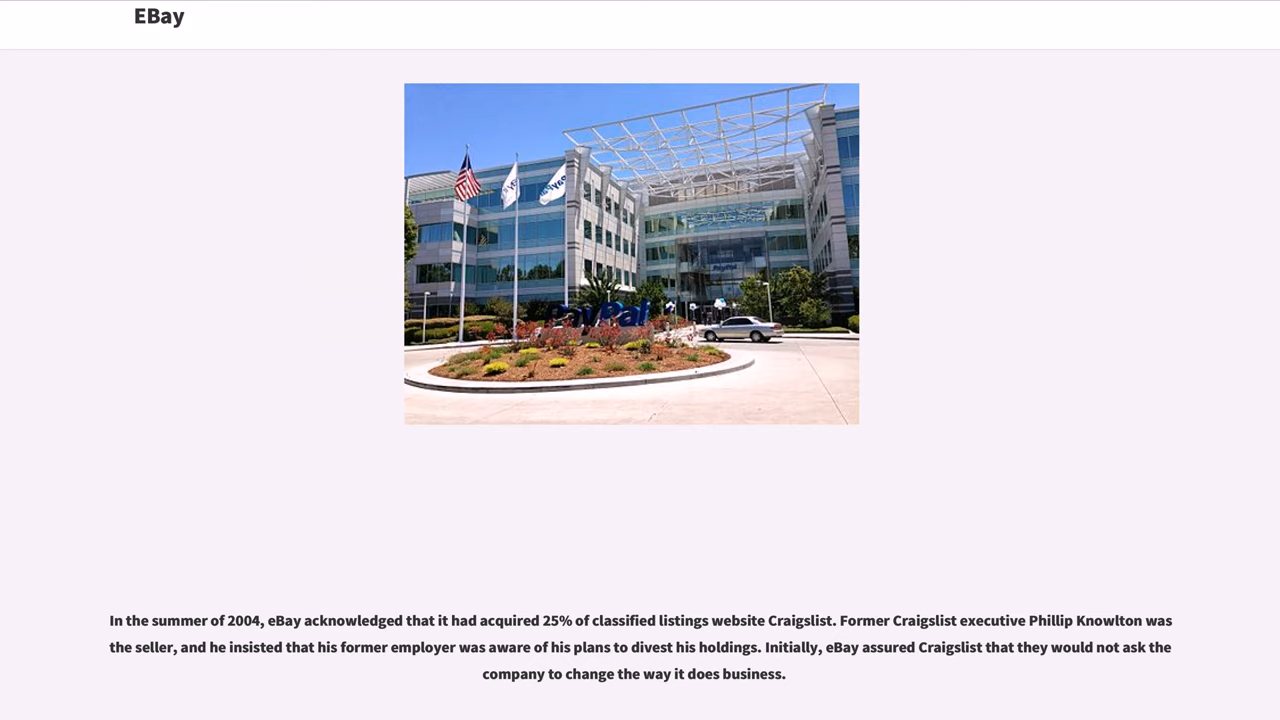 EBay
PayPal
In the summer of 2004, eBay acknowledged that it had acquired 25% of classified listings website Craigslist. Former Craigslist executive Phillip Knowlton was
the seller, and he insisted that his former employer was aware of his plans to divest his holdings. Initially, eBay assured Craigslist that they would not ask the
company to change the way it does business.